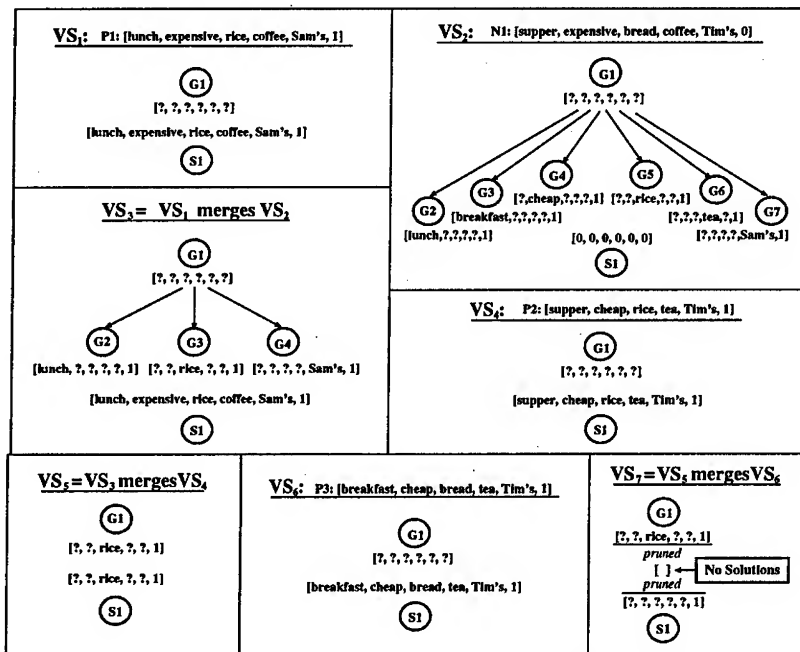 VS₁: P1: [lunch, expensive, rice, coffee, Sam's, 1]
G1
[?, ?, ?, ?, ?, ?]
[lunch, expensive, rice, coffee, Sam's, 1]
S1
VS₂: N1: [supper, expensive, bread, coffee, Tim's, 0]
G1
[?, ?, ?, ?, ?, ?]
G2 G3 G4 G5 G6 G7
[?,cheap,?,?,?,1] [?,?,rice,?,?,1]
[breakfast,?,?,?,?,1] [?,?,?,tea,?,1]
[lunch,?,?,?,?,1] [0, 0, 0, 0, 0, 0] [?,?,?,?,Sam's,1]
S1
VS₃= VS₁ merges VS₂
G1
[?, ?, ?, ?, ?, ?]
G2 G3 G4
[lunch, ?, ?, ?, ?, 1] [?, ?, rice, ?, ?, 1] [?, ?, ?, ?, Sam's, 1]
[lunch, expensive, rice, coffee, Sam's, 1]
S1
VS₄: P2: [supper, cheap, rice, tea, Tim's, 1]
G1
[?, ?, ?, ?, ?, ?]
[supper, cheap, rice, tea, Tim's, 1]
S1
VS₅=VS₃ mergesVS₄
G1
[?, ?, rice, ?, ?, 1]
[?, ?, rice, ?, ?, 1]
S1
VS₆: P3: [breakfast, cheap, bread, tea, Tim's, 1]
G1
[?, ?, ?, ?, ?, ?]
[breakfast, cheap, bread, tea, Tim's, 1]
S1
VS₇=VS₅ mergesVS₆
G1
[?, ?, rice, ?, ?, 1]
pruned
[ ] No Solutions
pruned
[?, ?, ?, ?, ?, 1]
S1